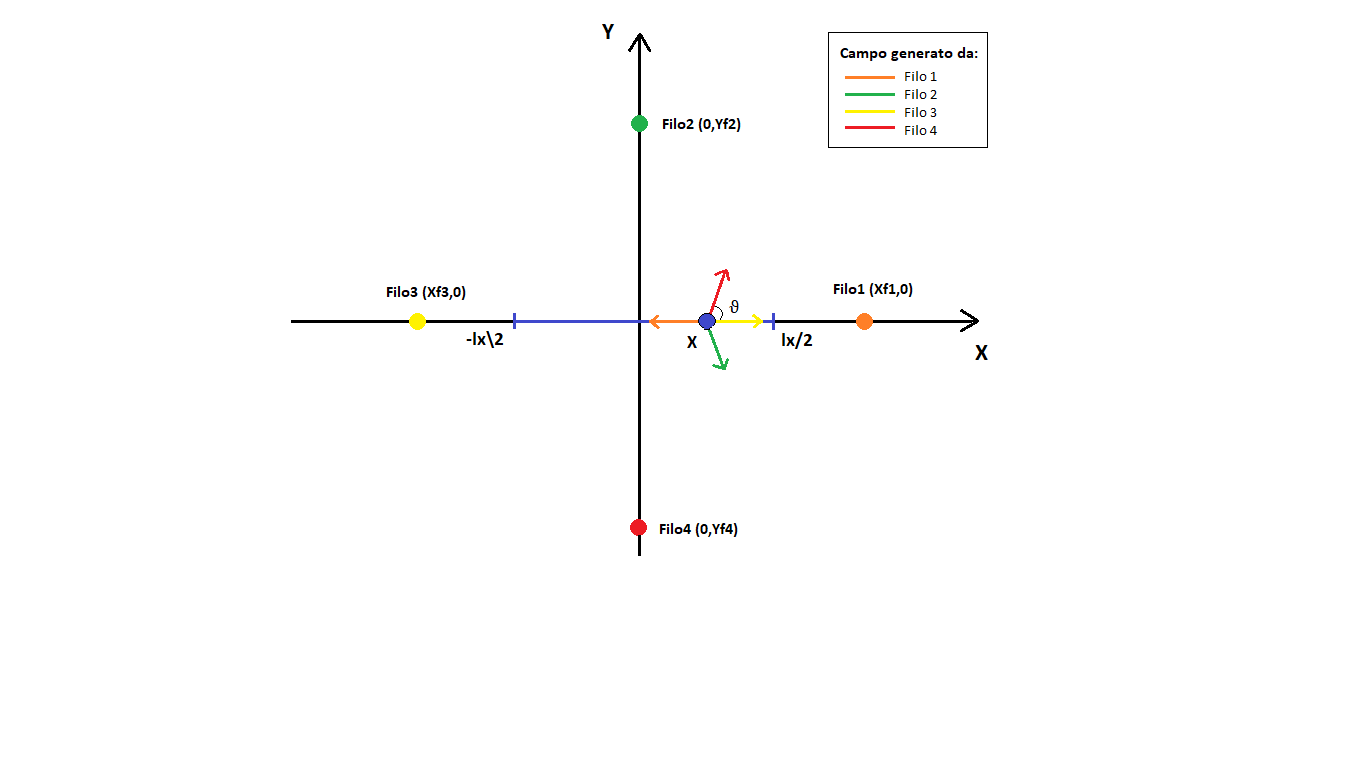 Y
Campo generato da:
Filo 1
Filo 2
Filo 3
Filo 4
Filo2 (0,Yf2)
Filo3 (Xf3,0)
Filo1 (Xf1,0)
ϑ
-lx\2
X
lx/2
X
Filo4 (0,Yf4)